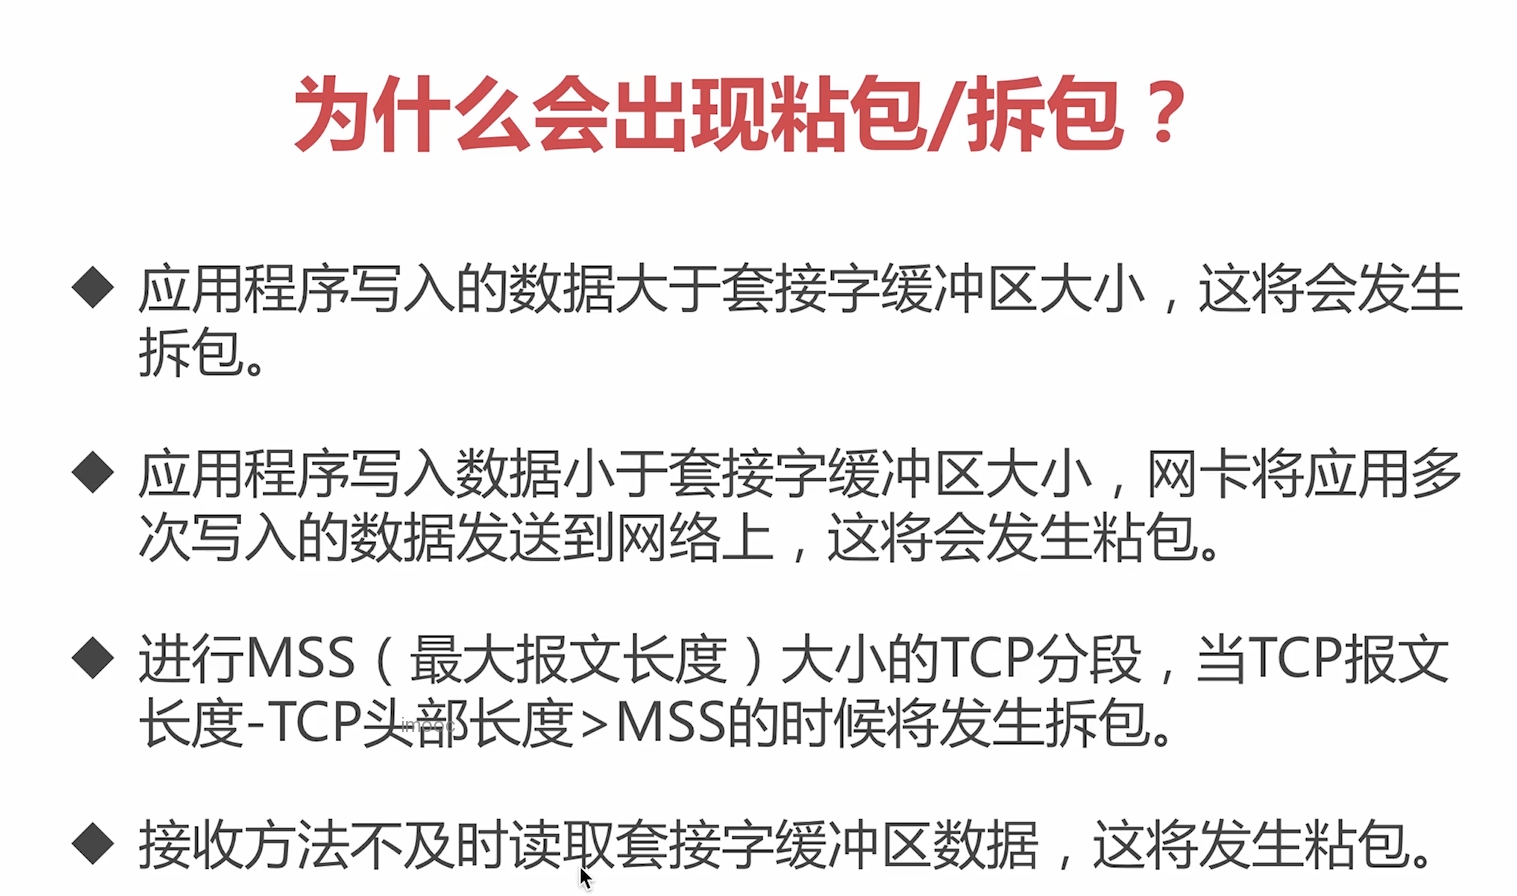 为什么会出现粘包/拆包？
◆ 应用程序写入的数据大于套接字缓冲区大小，这将会发生
拆包。
◆ 应用程序写入数据小于套接字缓冲区大小，网卡将应用多
次写入的数据发送到网络上，这将会发生粘包。
◆ 进行MSS（最大报文长度）大小的TCP分段，当TCP报文
长度-TCP头部长度>MSS的时候将发生拆包。
imooc
◆ 接收方法不及时读取套接字缓冲区数据，这将发生粘包。